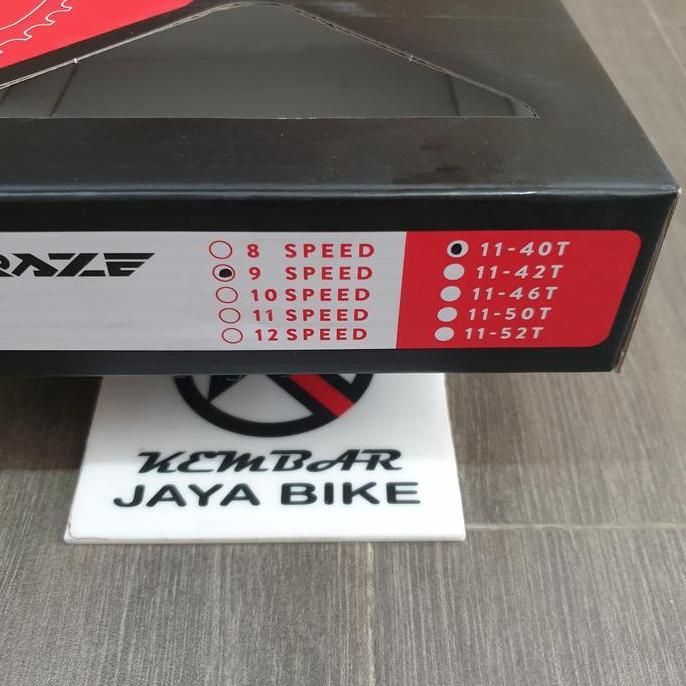 8 SPEED
9 SPEED
10 SPEED
11 SPEED
12 SPEED
11-40T
11-42T
11-46T
11-50T
11-52T
KEMBAR
JAYA BIKE